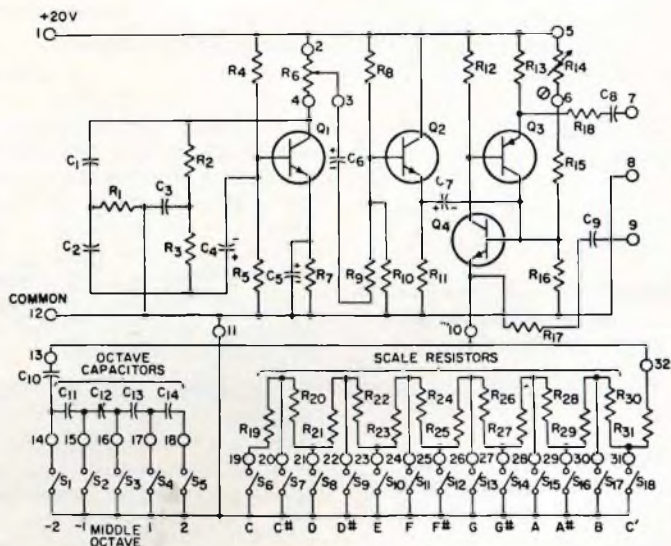 +20V
1 5
2
R4 R6 R8 R12 R13 R14
4 3 6 C8 7
Q1 Q2 Q3 R18
C1 R2 C6 8
R1 C3 C7 R15
+ -
Q4 C9 9
C2 R3 C4 - +
R5 C5 + R7 R9 R10 R11 R16
COMMON
12 11 10 R17
13 OCTAVE CAPACITORS SCALE RESISTORS 32
C10
C11 C12 C13 C14 R20 R22 R24 R26 R28 R30
R19 R21 R23 R25 R27 R29 R31
14 15 16 17 18 19 20 21 22 23 24 25 26 27 28 29 30 31
S1 S2 S3 S4 S5 S6 S7 S8 S9 S10 S11 S12 S13 S14 S15 S16 S17 S18
-2 -1 MIDDLE OCTAVE 1 2 C C# D D# E F F# G G# A A# B C'